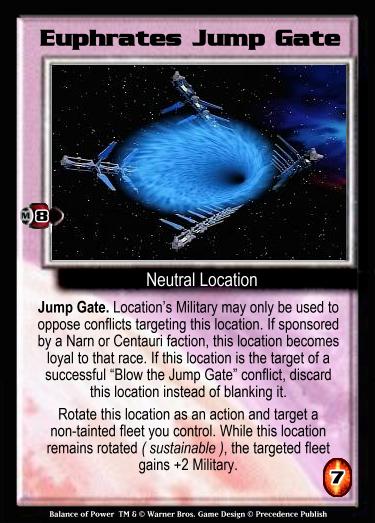 Euphrates Jump Gate
M 8
Neutral Location
Jump Gate. Location's Military may only be used to
oppose conflicts targeting this location. If sponsored
by a Narn or Centauri faction, this location becomes
loyal to that race. If this location is the target of a
successful “Blow the Jump Gate” conflict, discard
this location instead of blanking it.
Rotate this location as an action and target a
non-tainted fleet you control. While this location
remains rotated ( sustainable ), the targeted fleet
gains +2 Military.
7
Balance of Power TM & © Warner Bros. Game Design © Precedence Publish